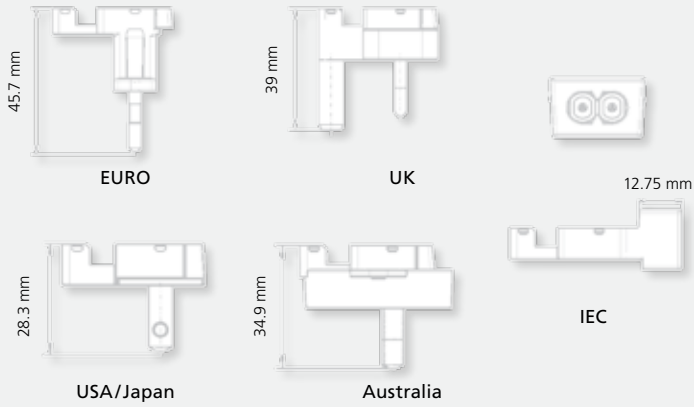 45.7 mm
EURO
39 mm
UK
12.75 mm
IEC
28.3 mm
USA/Japan
34.9 mm
Australia